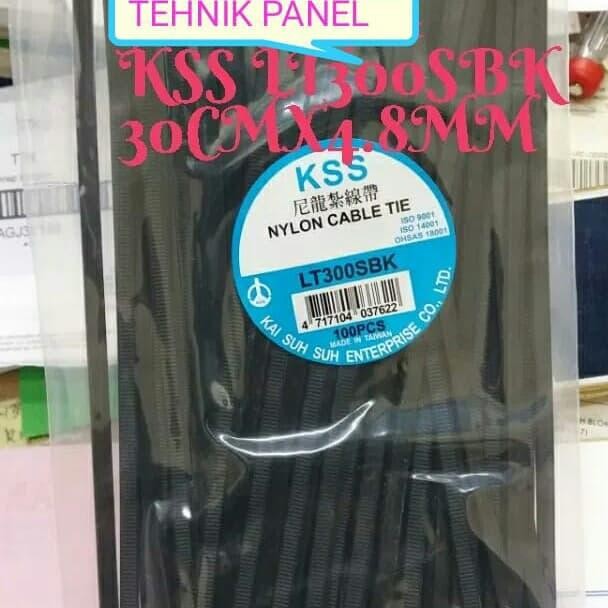 TEHNIK PANEL
KSS LT300SBK
30CMX4.8MM
KSS
尼龍紮線帶
NYLON CABLE TIE
ISO 9001
ISO 14001
OHSAS 18001
LT300SBK
4 717104 037622
100PCS
MADE IN TAIWAN
KAI SUH SUH ENTERPRISE CO., LTD.